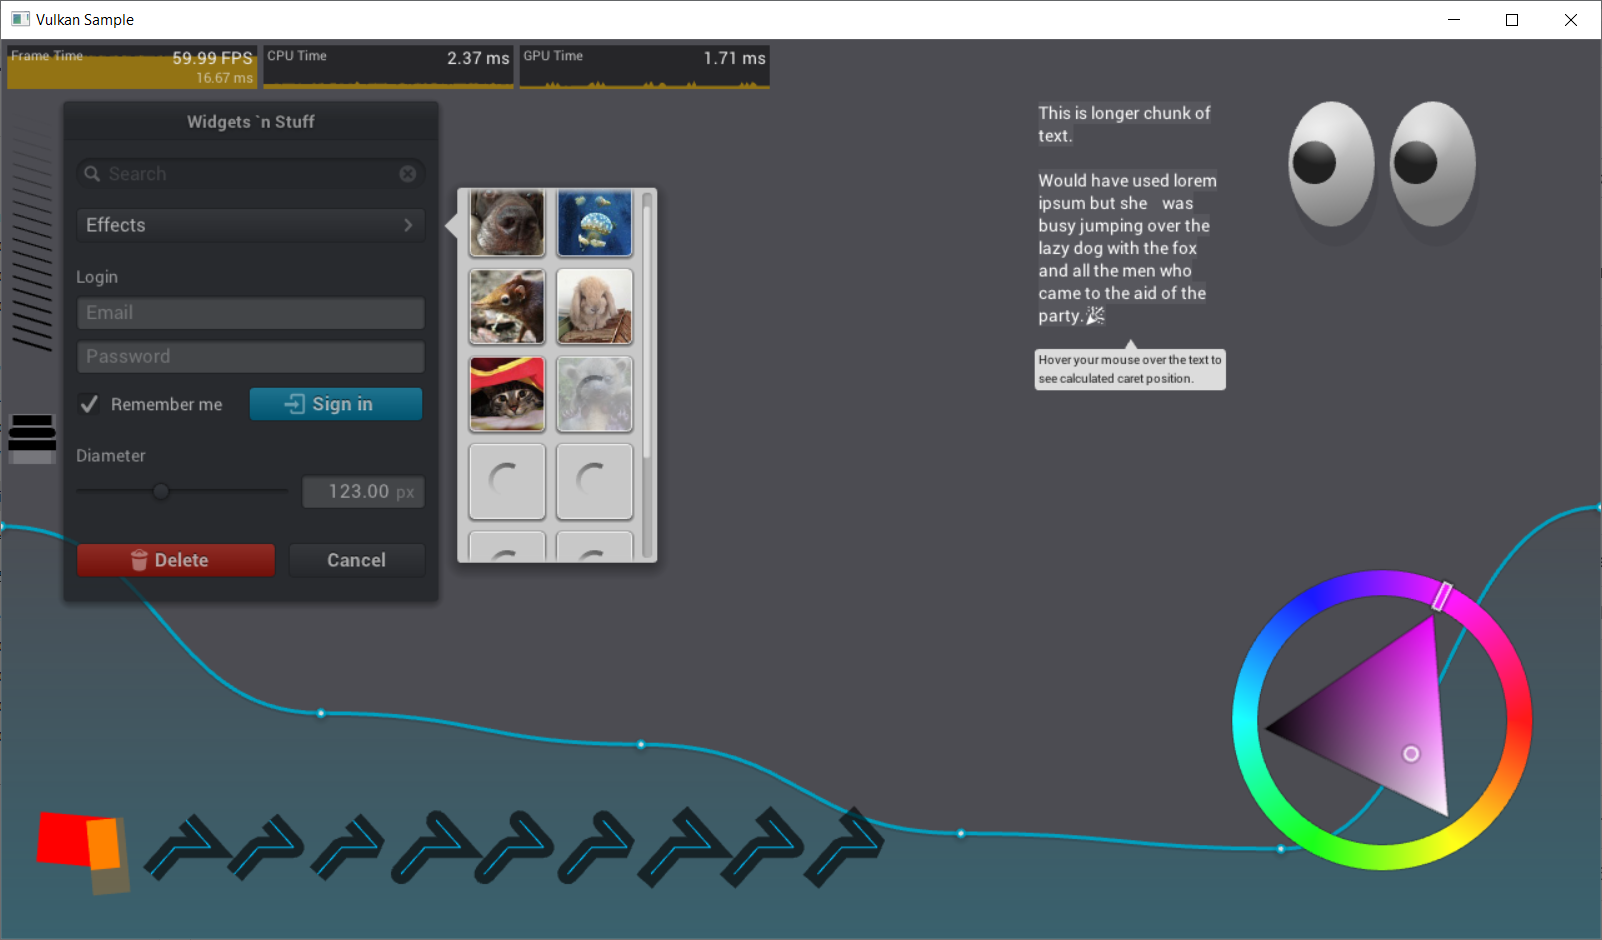 Vulkan Sample
Frame Time
59.99 FPS
16.67 ms
CPU Time
2.37 ms
GPU Time
1.71 ms
Widgets `n Stuff
Search
Effects
Login
Email
Password
Remember me
Sign in
Diameter
123.00 px
Delete
Cancel
This is longer chunk of
text.
Would have used lorem
ipsum but she was
busy jumping over the
lazy dog with the fox
and all the men who
came to the aid of the
party.🎉
Hover your mouse over the text to
see calculated caret position.